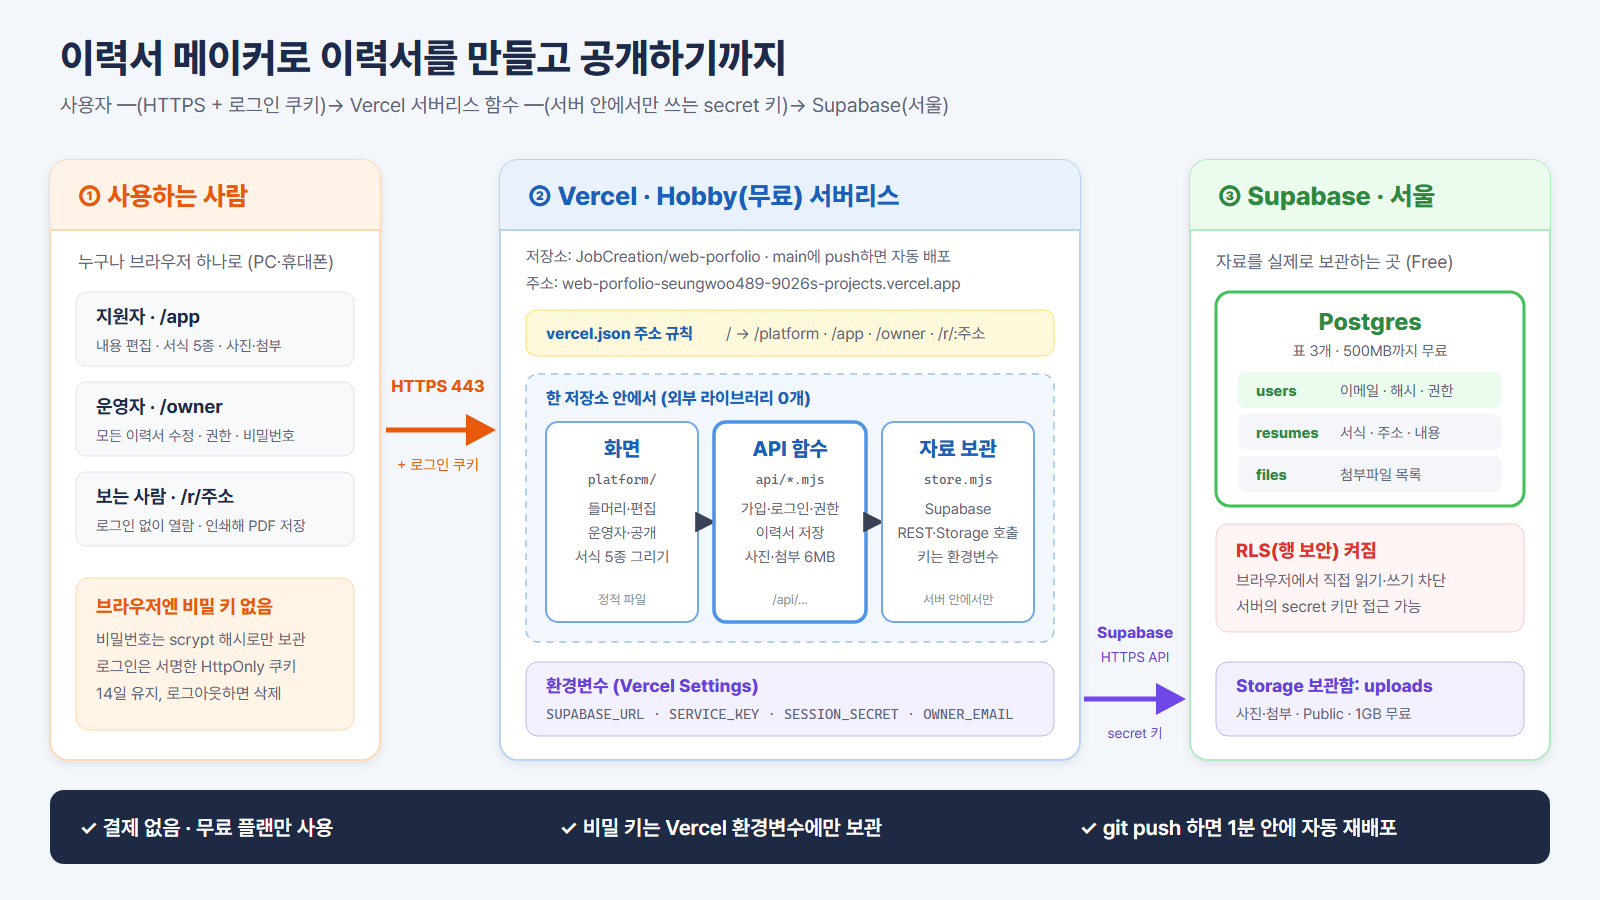 이력서 메이커로 이력서를 만들고 공개하기까지
사용자 —(HTTPS + 로그인 쿠키)→ Vercel 서버리스 함수 —(서버 안에서만 쓰는 secret 키)→ Supabase(서울)
① 사용하는 사람
누구나 브라우저 하나로 (PC·휴대폰)
지원자 · /app
내용 편집 · 서식 5종 · 사진·첨부
운영자 · /owner
모든 이력서 수정 · 권한 · 비밀번호
보는 사람 · /r/주소
로그인 없이 열람 · 인쇄해 PDF 저장
브라우저엔 비밀 키 없음
비밀번호는 scrypt 해시로만 보관
로그인은 서명한 HttpOnly 쿠키
14일 유지, 로그아웃하면 삭제
HTTPS 443
+ 로그인 쿠키
② Vercel · Hobby(무료) 서버리스
저장소: JobCreation/web-porfolio · main에 push하면 자동 배포
주소: web-porfolio-seungwoo489-9026s-projects.vercel.app
vercel.json 주소 규칙 / → /platform · /app · /owner · /r/:주소
한 저장소 안에서 (외부 라이브러리 0개)
화면
platform/
들머리·편집
운영자·공개
서식 5종 그리기
정적 파일
API 함수
api/*.mjs
가입·로그인·권한
이력서 저장
사진·첨부 6MB
/api/...
자료 보관
store.mjs
Supabase
REST·Storage 호출
키는 환경변수
서버 안에서만
환경변수 (Vercel Settings)
SUPABASE_URL · SERVICE_KEY · SESSION_SECRET · OWNER_EMAIL
Supabase
HTTPS API
secret 키
③ Supabase · 서울
자료를 실제로 보관하는 곳 (Free)
Postgres
표 3개 · 500MB까지 무료
users 이메일 · 해시 · 권한
resumes 서식 · 주소 · 내용
files 첨부파일 목록
RLS(행 보안) 켜짐
브라우저에서 직접 읽기·쓰기 차단
서버의 secret 키만 접근 가능
Storage 보관함: uploads
사진·첨부 · Public · 1GB 무료
✓ 결제 없음 · 무료 플랜만 사용
✓ 비밀 키는 Vercel 환경변수에만 보관
✓ git push 하면 1분 안에 자동 재배포